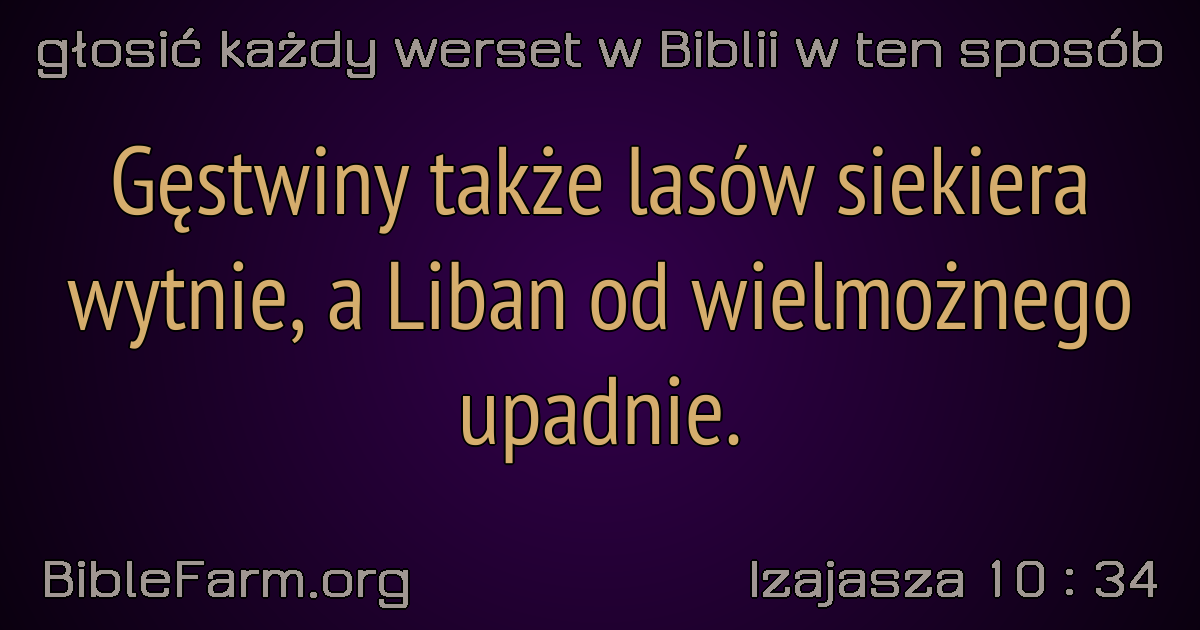 głosić każdy werset w Biblii w ten sposób
Gęstwiny także lasów siekiera
wytnie, a Liban od wielmożnego
upadnie.
BibleFarm.org
Izajasza 10 : 34